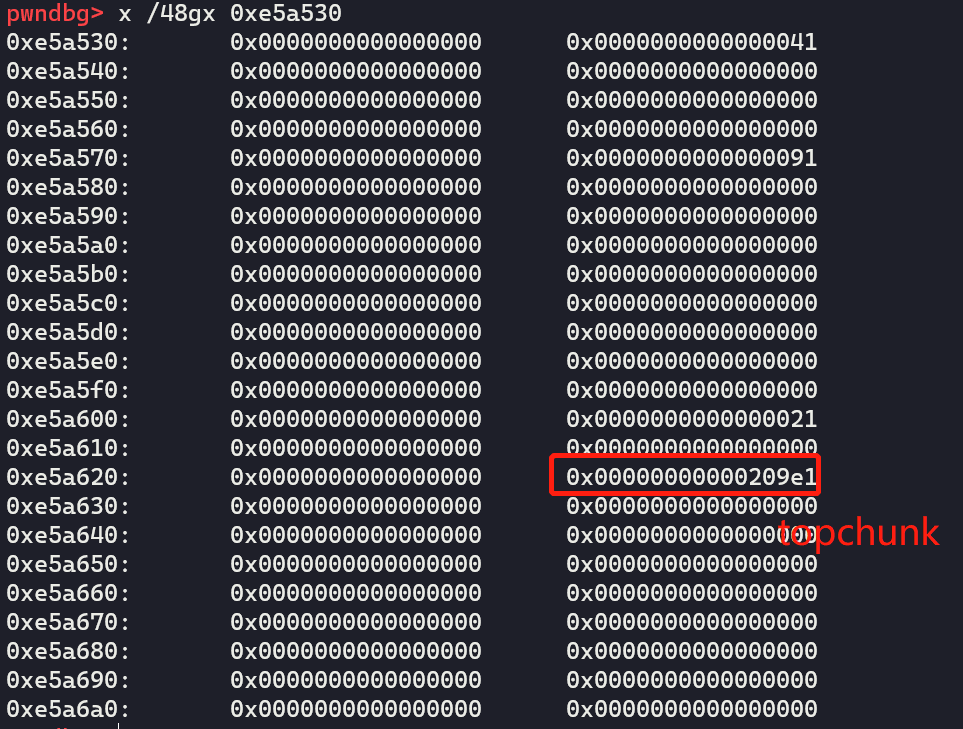 pwndbg> x /48gx 0xe5a530
0xe5a530: 0x0000000000000000 0x0000000000000041
0xe5a540: 0x0000000000000000 0x0000000000000000
0xe5a550: 0x0000000000000000 0x0000000000000000
0xe5a560: 0x0000000000000000 0x0000000000000000
0xe5a570: 0x0000000000000000 0x0000000000000091
0xe5a580: 0x0000000000000000 0x0000000000000000
0xe5a590: 0x0000000000000000 0x0000000000000000
0xe5a5a0: 0x0000000000000000 0x0000000000000000
0xe5a5b0: 0x0000000000000000 0x0000000000000000
0xe5a5c0: 0x0000000000000000 0x0000000000000000
0xe5a5d0: 0x0000000000000000 0x0000000000000000
0xe5a5e0: 0x0000000000000000 0x0000000000000000
0xe5a5f0: 0x0000000000000000 0x0000000000000000
0xe5a600: 0x0000000000000000 0x0000000000000021
0xe5a610: 0x0000000000000000 0x0000000000000000
0xe5a620: 0x0000000000000000 0x00000000000209e1
0xe5a630: 0x0000000000000000 0x0000000000000000
0xe5a640: 0x0000000000000000 0x0000000000000000
topchunk
0xe5a650: 0x0000000000000000 0x0000000000000000
0xe5a660: 0x0000000000000000 0x0000000000000000
0xe5a670: 0x0000000000000000 0x0000000000000000
0xe5a680: 0x0000000000000000 0x0000000000000000
0xe5a690: 0x0000000000000000 0x0000000000000000
0xe5a6a0: 0x0000000000000000 0x0000000000000000